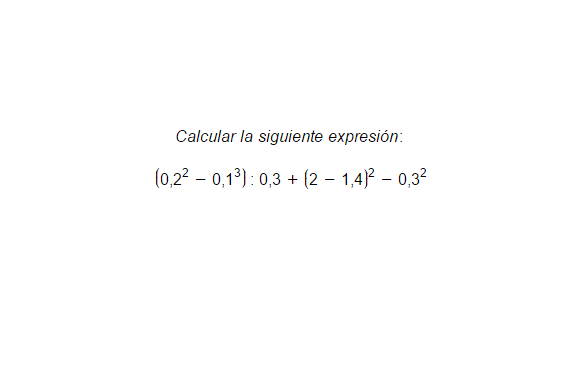 Calcular la siguiente expresión:
(0,2² − 0,1³) : 0,3 + (2 − 1,4)² − 0,3²